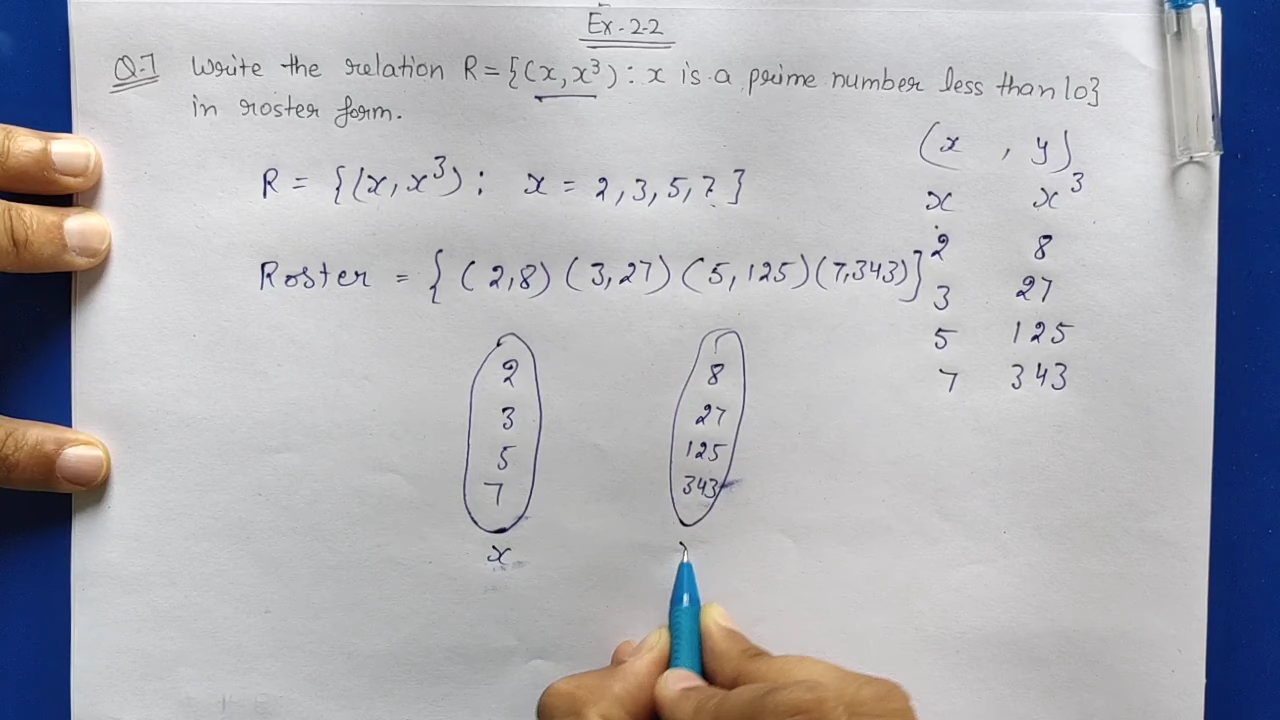 Ex-2.2
Q.7 Write the relation R={(x,x³): x is a prime number less than 10}
in roster form.
R = {(x,x³): x = 2,3,5,7}
Roster = { (2,8) (3,27) (5,125) (7,343)}
(x , y)
x x³
2 8
3 27
5 125
7 343
2 8
3 27
5 125
7 343
x